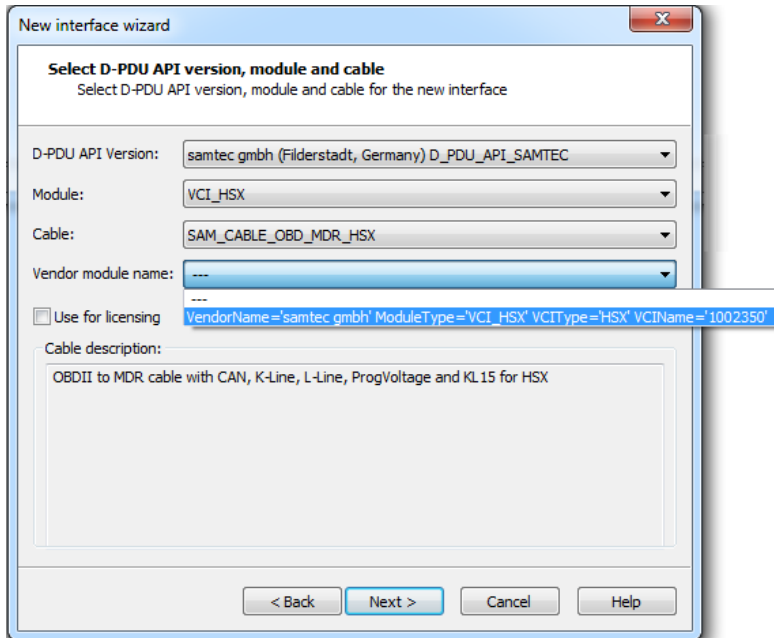 New interface wizard
Select D-PDU API version, module and cable
Select D-PDU API version, module and cable for the new interface
D-PDU API Version: samtec gmbh (Filderstadt, Germany) D_PDU_API_SAMTEC
Module: VCI_HSX
Cable: SAM_CABLE_OBD_MDR_HSX
Vendor module name: ---
---
Use for licensing VendorName='samtec gmbh' ModuleType='VCI_HSX' VCIType='HSX' VCIName='1002350'
Cable description:
OBDII to MDR cable with CAN, K-Line, L-Line, ProgVoltage and KL15 for HSX
< Back Next > Cancel Help